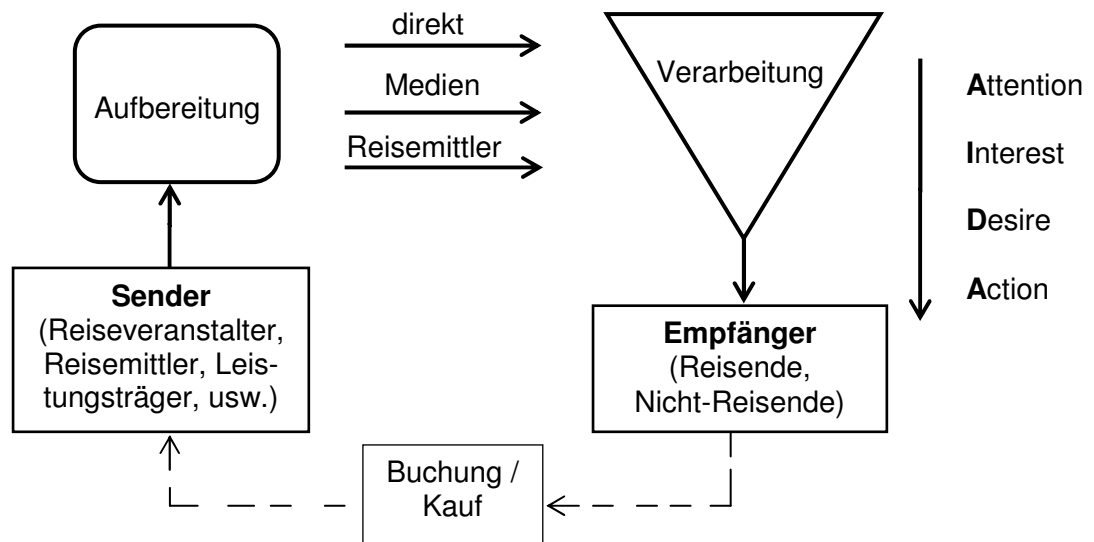 direkt
Aufbereitung
Medien
Reisemittler
Verarbeitung
Attention
Interest
Desire
Action
Sender
(Reiseveranstalter,
Reisemittler, Leis-
tungsträger, usw.)
Empfänger
(Reisende,
Nicht-Reisende)
Buchung /
Kauf